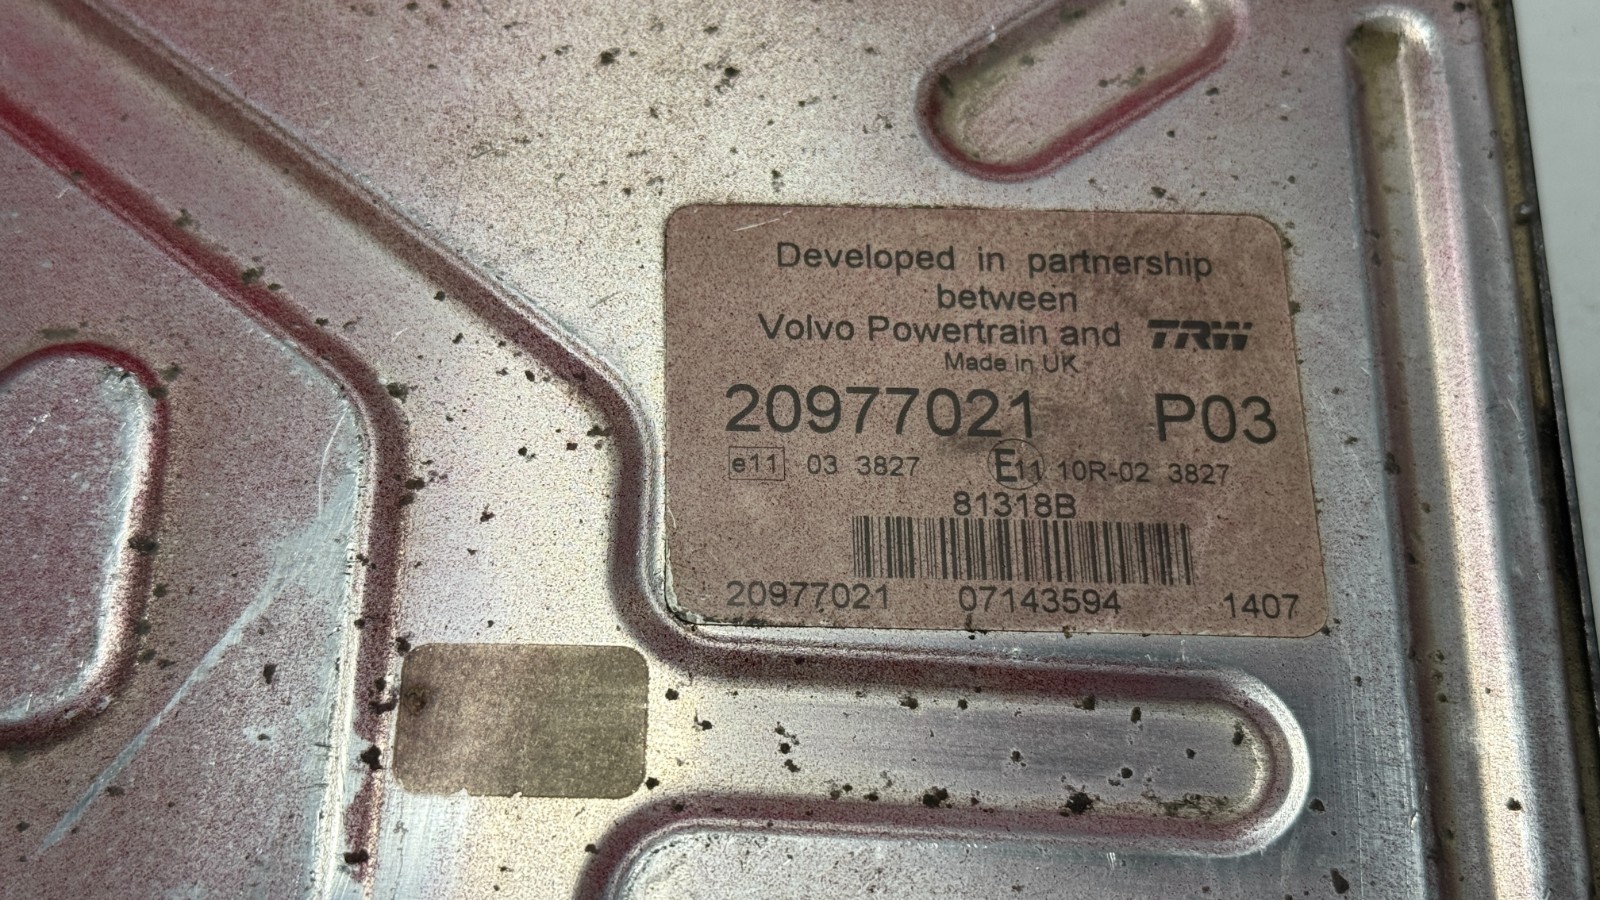 Developed in partnership
between
Volvo Powertrain and TRW
Made in UK
20977021 P03
e11 03 3827 E11 10R-02 3827
81318B
20977021 07143594 1407